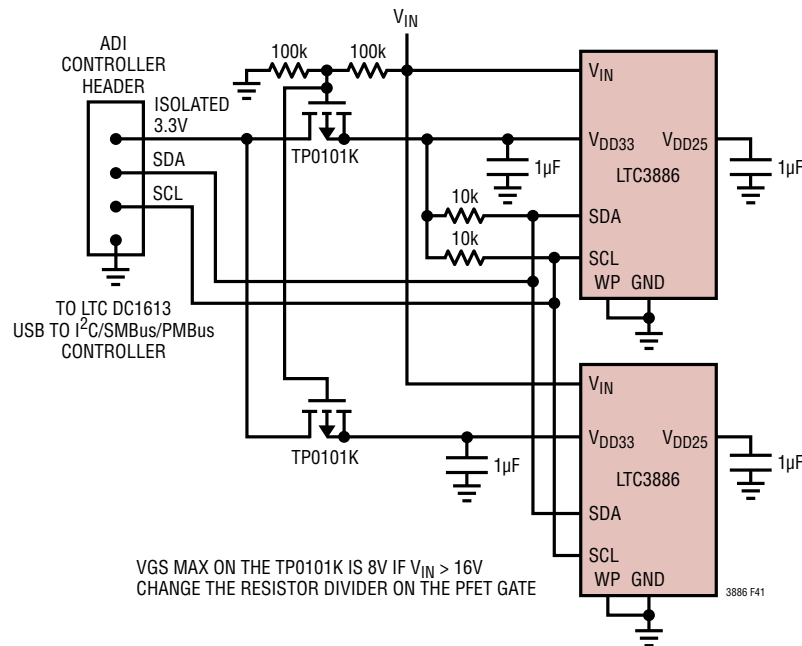 VIN
100k
100k
ADI
CONTROLLER
HEADER
ISOLATED
3.3V
SDA
SCL
TP0101K
1µF
10k
10k
VIN
VDD33
VDD25
LTC3886
SDA
SCL
WP GND
1µF
TO LTC DC1613
USB TO I2C/SMBus/PMBus
CONTROLLER
TP0101K
1µF
VIN
VDD33
VDD25
LTC3886
SDA
SCL
WP GND
1µF
VGS MAX ON THE TP0101K IS 8V IF VIN > 16V
CHANGE THE RESISTOR DIVIDER ON THE PFET GATE
3886 F41